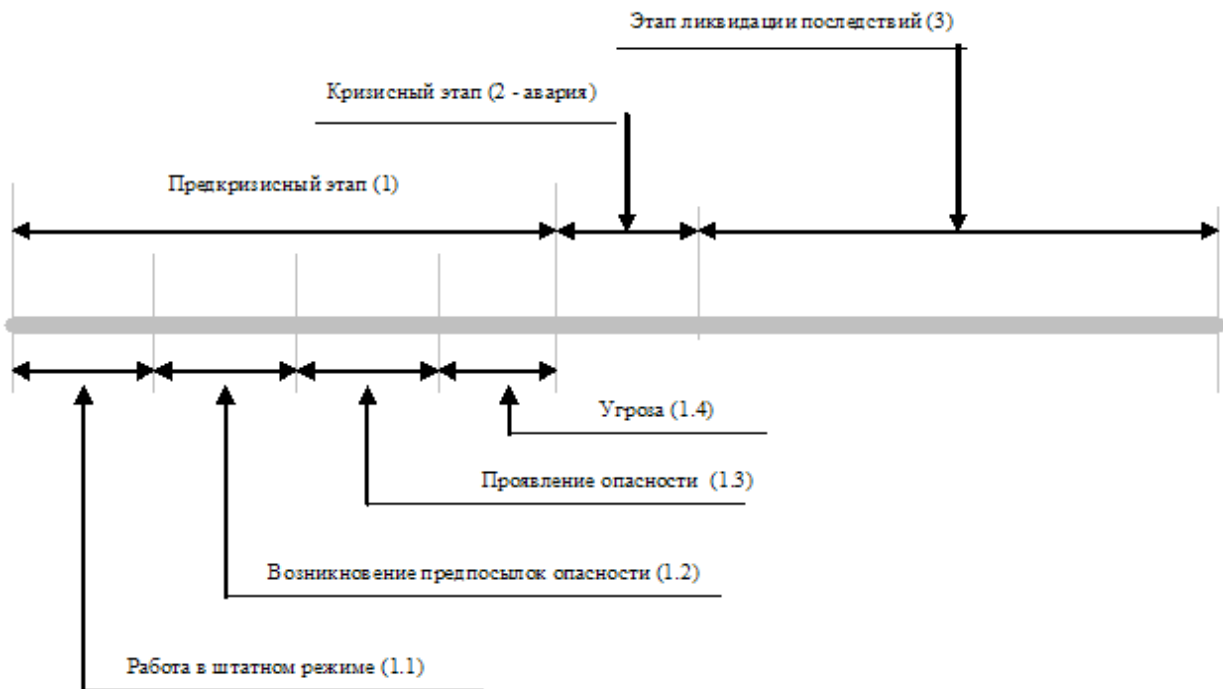 Этап ликвидации последствий (3)
Кризисный этап (2 - авария)
Предкризисный этап (1)
Угроза (1.4)
Проявление опасности (1.3)
Возникновение предпосылок опасности (1.2)
Работа в штатном режиме (1.1)